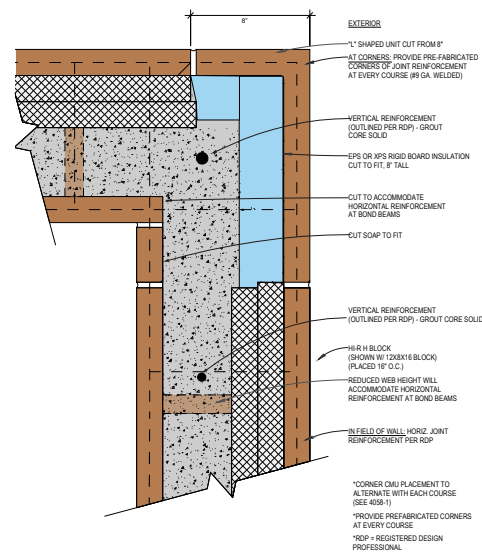 8"
EXTERIOR
"L" SHAPED UNIT CUT FROM 8"
AT CORNERS: PROVIDE PRE-FABRICATED
CORNERS OF JOINT REINFORCEMENT
AT EVERY COURSE (#9 GA. WELDED)
VERTICAL REINFORCEMENT
(OUTLINED PER RDP) - GROUT
CORE SOLID
EPS OR XPS RIGID BOARD INSULATION
CUT TO FIT, 8" TALL
CUT TO ACCOMMODATE
HORIZONTAL REINFORCEMENT
AT BOND BEAMS
CUT SOAP TO FIT
VERTICAL REINFORCEMENT
(OUTLINED PER RDP) - GROUT CORE SOLID
HI-R H BLOCK
(SHOWN W/ 12X8X16 BLOCK)
(PLACED 16" O.C.)
REDUCED WEB HEIGHT WILL
ACCOMMODATE HORIZONTAL
REINFORCEMENT AT BOND BEAMS
IN FIELD OF WALL: HORIZ. JOINT
REINFORCEMENT PER RDP
*CORNER CMU PLACEMENT TO
ALTERNATE WITH EACH COURSE
(SEE 4058-1)
*PROVIDE PREFABRICATED CORNERS
AT EVERY COURSE
*RDP = REGISTERED DESIGN
PROFESSIONAL